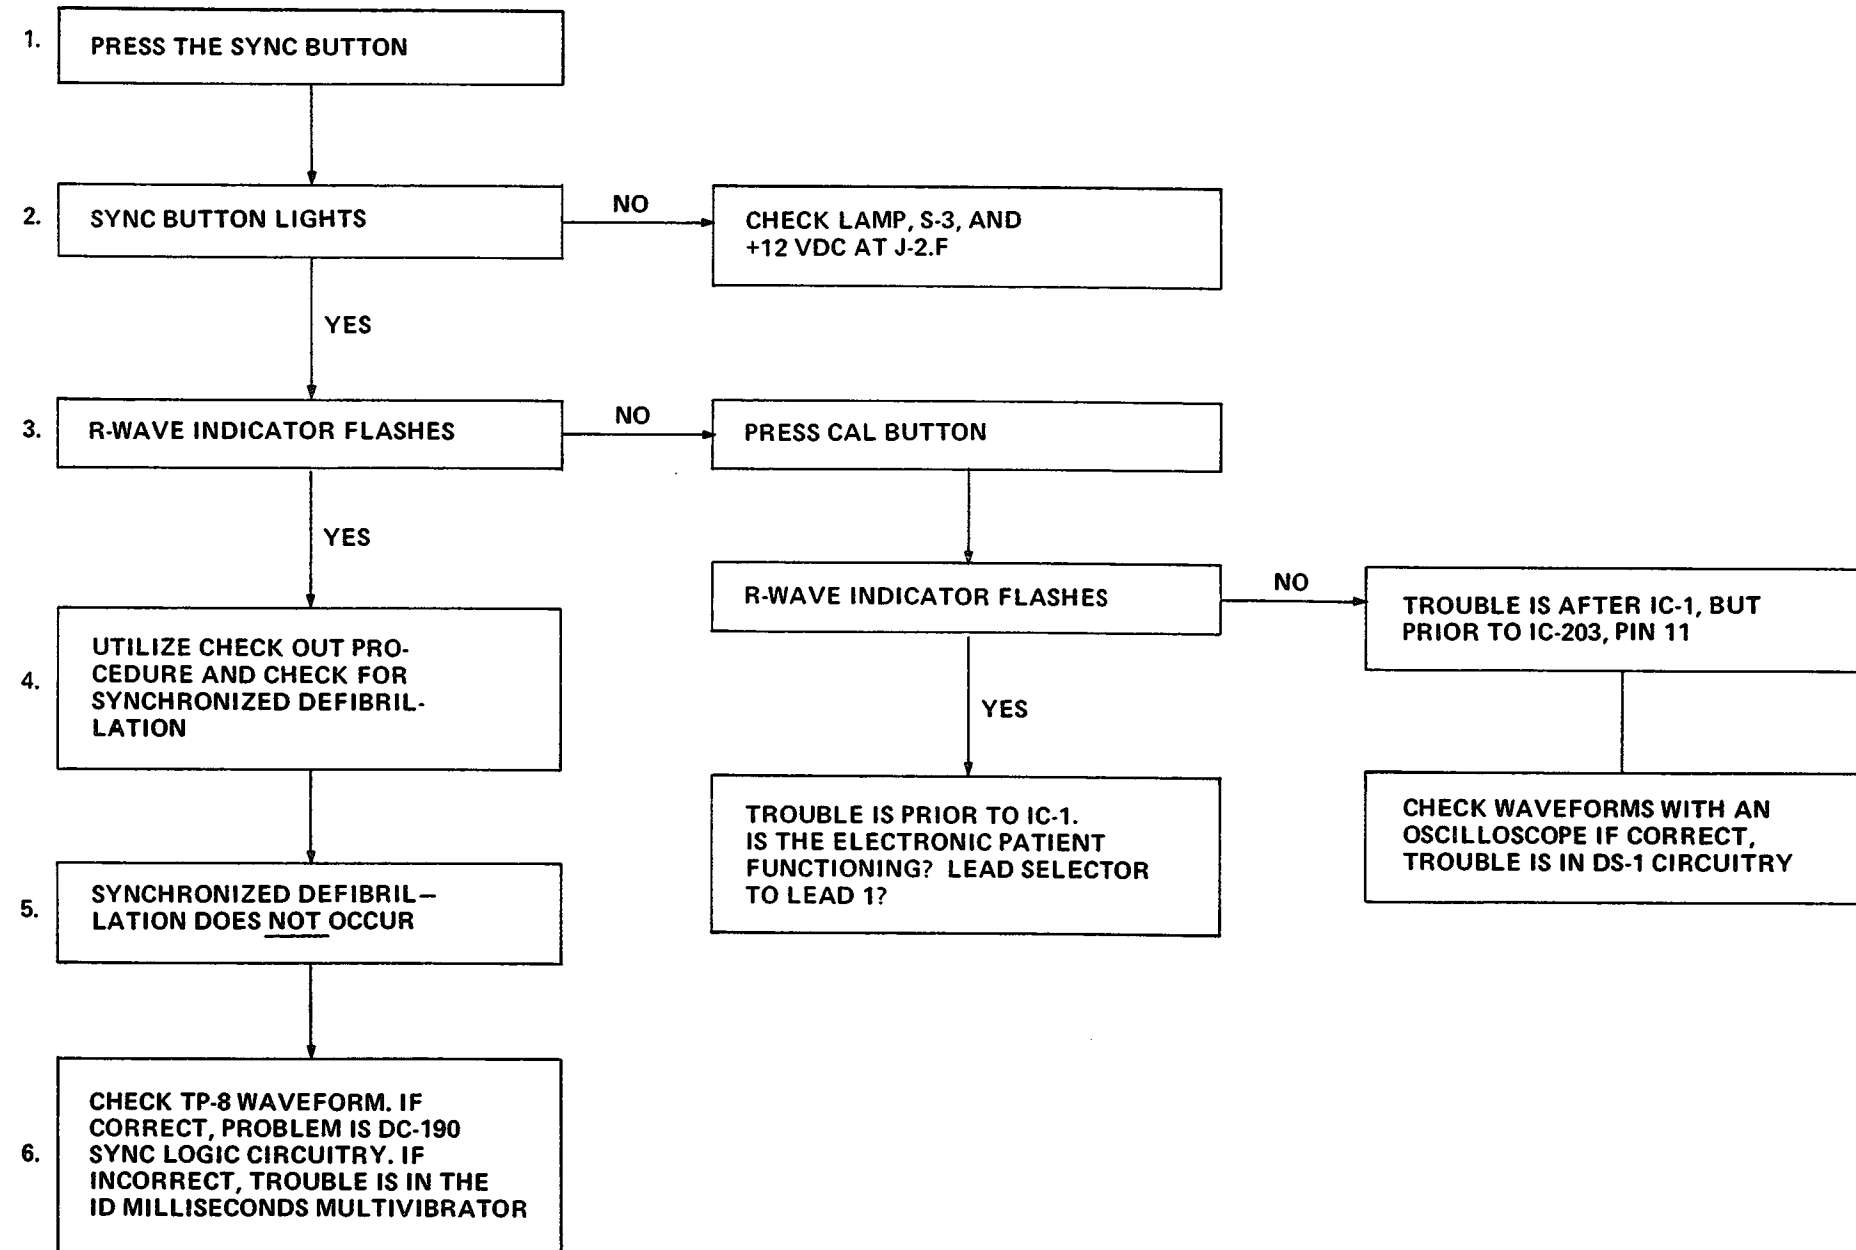 1.
PRESS THE SYNC BUTTON
2.
SYNC BUTTON LIGHTS
NO
CHECK LAMP, S-3, AND
+12 VDC AT J-2.F
YES
3.
R-WAVE INDICATOR FLASHES
NO
PRESS CAL BUTTON
YES
R-WAVE INDICATOR FLASHES
NO
TROUBLE IS AFTER IC-1, BUT
PRIOR TO IC-203, PIN 11
4.
UTILIZE CHECK OUT PRO-
CEDURE AND CHECK FOR
SYNCHRONIZED DEFIBRIL-
LATION
YES
TROUBLE IS PRIOR TO IC-1.
IS THE ELECTRONIC PATIENT
FUNCTIONING? LEAD SELECTOR
TO LEAD 1?
CHECK WAVEFORMS WITH AN
OSCILLOSCOPE IF CORRECT,
TROUBLE IS IN DS-1 CIRCUITRY
5.
SYNCHRONIZED DEFIBRIL—
LATION DOES NOT OCCUR
6.
CHECK TP-8 WAVEFORM. IF
CORRECT, PROBLEM IS DC-190
SYNC LOGIC CIRCUITRY. IF
INCORRECT, TROUBLE IS IN THE
ID MILLISECONDS MULTIVIBRATOR